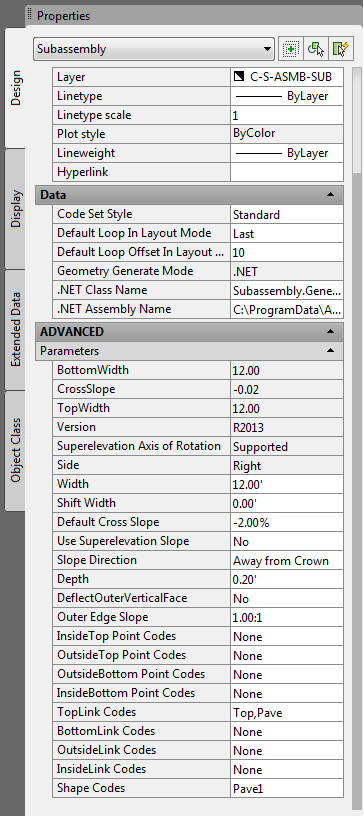 Properties
Design
Display
Extended Data
Object Class
Subassembly
Layer C-S-ASMB-SUB
Linetype ByLayer
Linetype scale 1
Plot style ByColor
Lineweight ByLayer
Hyperlink
Data
Code Set Style Standard
Default Loop In Layout Mode Last
Default Loop Offset In Layout ... 10
Geometry Generate Mode .NET
.NET Class Name Subassembly.Gene...
.NET Assembly Name C:\ProgramData\A...
ADVANCED
Parameters
BottomWidth 12.00
CrossSlope -0.02
TopWidth 12.00
Version R2013
Superelevation Axis of Rotation Supported
Side Right
Width 12.00'
Shift Width 0.00'
Default Cross Slope -2.00%
Use Superelevation Slope No
Slope Direction Away from Crown
Depth 0.20'
DeflectOuterVerticalFace No
Outer Edge Slope 1.00:1
InsideTop Point Codes None
OutsideTop Point Codes None
OutsideBottom Point Codes None
InsideBottom Point Codes None
TopLink Codes Top,Pave
BottomLink Codes None
OutsideLink Codes None
InsideLink Codes None
Shape Codes Pave1